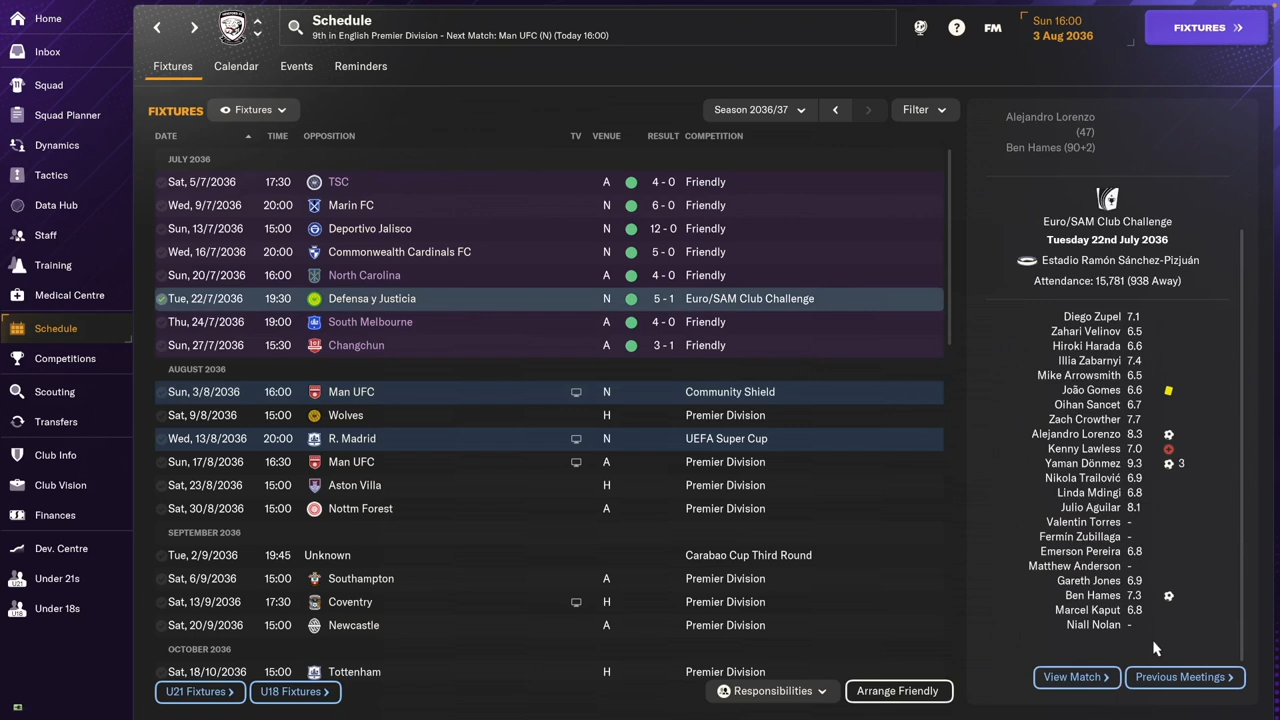 Home
Inbox
Squad
Squad Planner
Dynamics
Tactics
Data Hub
Staff
Training
Medical Centre
Schedule
Competitions
Scouting
Transfers
Club Info
Club Vision
Finances
Dev. Centre
Under 21s
Under 18s
Schedule
9th in English Premier Division - Next Match: Man UFC (N) (Today 16:00)
FM
Sun 16:00
3 Aug 2036
FIXTURES
Fixtures Calendar Events Reminders
FIXTURES Fixtures Season 2036/37 Filter
DATE TIME OPPOSITION TV VENUE RESULT COMPETITION
JULY 2036
Sat, 5/7/2036 17:30 TSC A 4 - 0 Friendly
Wed, 9/7/2036 20:00 Marin FC N 6 - 0 Friendly
Sun, 13/7/2036 15:00 Deportivo Jalisco N 12 - 0 Friendly
Wed, 16/7/2036 20:00 Commonwealth Cardinals FC N 5 - 0 Friendly
Sun, 20/7/2036 16:00 North Carolina A 4 - 0 Friendly
Tue, 22/7/2036 19:30 Defensa y Justicia N 5 - 1 Euro/SAM Club Challenge
Thu, 24/7/2036 19:00 South Melbourne A 4 - 0 Friendly
Sun, 27/7/2036 15:30 Changchun A 3 - 1 Friendly
AUGUST 2036
Sun, 3/8/2036 16:00 Man UFC N Community Shield
Sat, 9/8/2036 15:00 Wolves H Premier Division
Wed, 13/8/2036 20:00 R. Madrid N UEFA Super Cup
Sun, 17/8/2036 16:30 Man UFC A Premier Division
Sat, 23/8/2036 15:00 Aston Villa H Premier Division
Sat, 30/8/2036 15:00 Nottm Forest A Premier Division
SEPTEMBER 2036
Tue, 2/9/2036 19:45 Unknown Carabao Cup Third Round
Sat, 6/9/2036 15:00 Southampton A Premier Division
Sat, 13/9/2036 17:30 Coventry H Premier Division
Sat, 20/9/2036 15:00 Newcastle A Premier Division
OCTOBER 2036
Sat, 18/10/2036 15:00 Tottenham H Premier Division
U21 Fixtures > U18 Fixtures > Responsibilities Arrange Friendly
Alejandro Lorenzo
(47)
Ben Hames (90+2)
Euro/SAM Club Challenge
Tuesday 22nd July 2036
Estadio Ramón Sánchez-Pizjuán
Attendance: 15,781 (938 Away)
Diego Zupel 7.1
Zahari Velinov 6.5
Hiroki Harada 6.6
Illia Zabarnyi 7.4
Mike Arrowsmith 6.5
João Gomes 6.6
Oihan Sancet 6.7
Zach Crowther 7.7
Alejandro Lorenzo 8.3
Kenny Lawless 7.0
Yaman Dönmez 9.3 3
Nikola Trailović 6.9
Linda Mdingi 6.8
Julio Aguilar 8.1
Valentin Torres -
Fermín Zubillaga -
Emerson Pereira 6.8
Matthew Anderson -
Gareth Jones 6.9
Ben Hames 7.3
Marcel Kaput 6.8
Niall Nolan -
View Match > Previous Meetings >